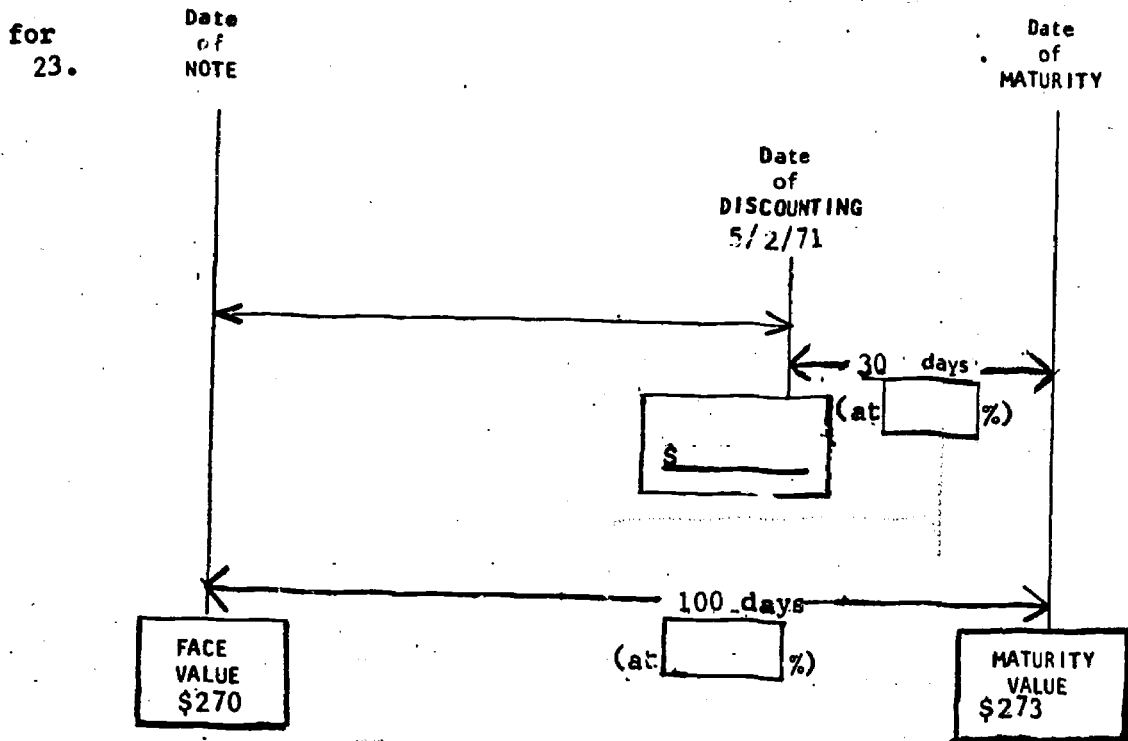 for
23.
Date
of
NOTE
Date
of
MATURITY
Date
of
DISCOUNTING
5/2/71
30 days
(at %)
$
100 days
(at %)
FACE
VALUE
$270
MATURITY
VALUE
$273